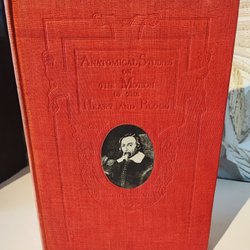 ANATOMICAL STUDIES
ON
THE MOTION
OF THE
HEART AND BLOOD